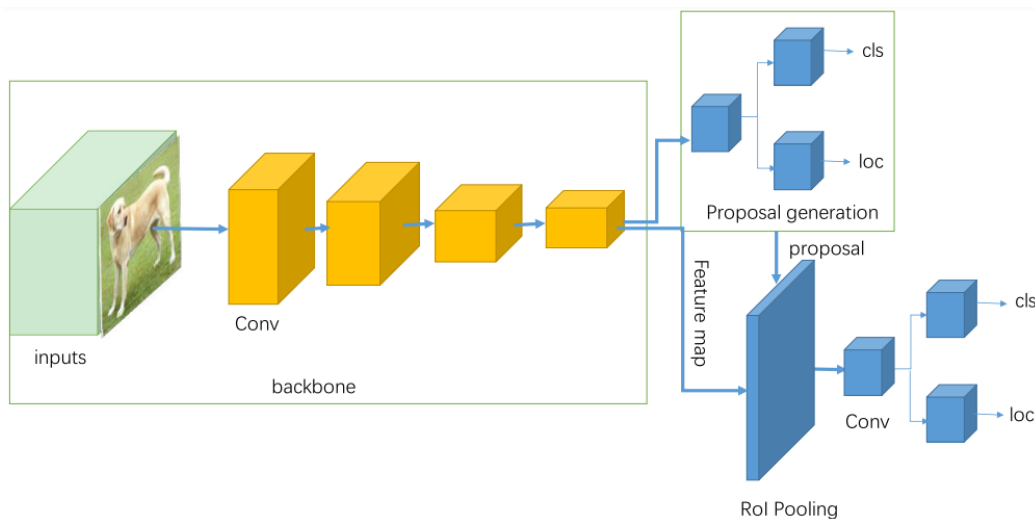 cls
loc
Proposal generation
proposal
Feature map
inputs
Conv
backbone
RoI Pooling
Conv
cls
loc